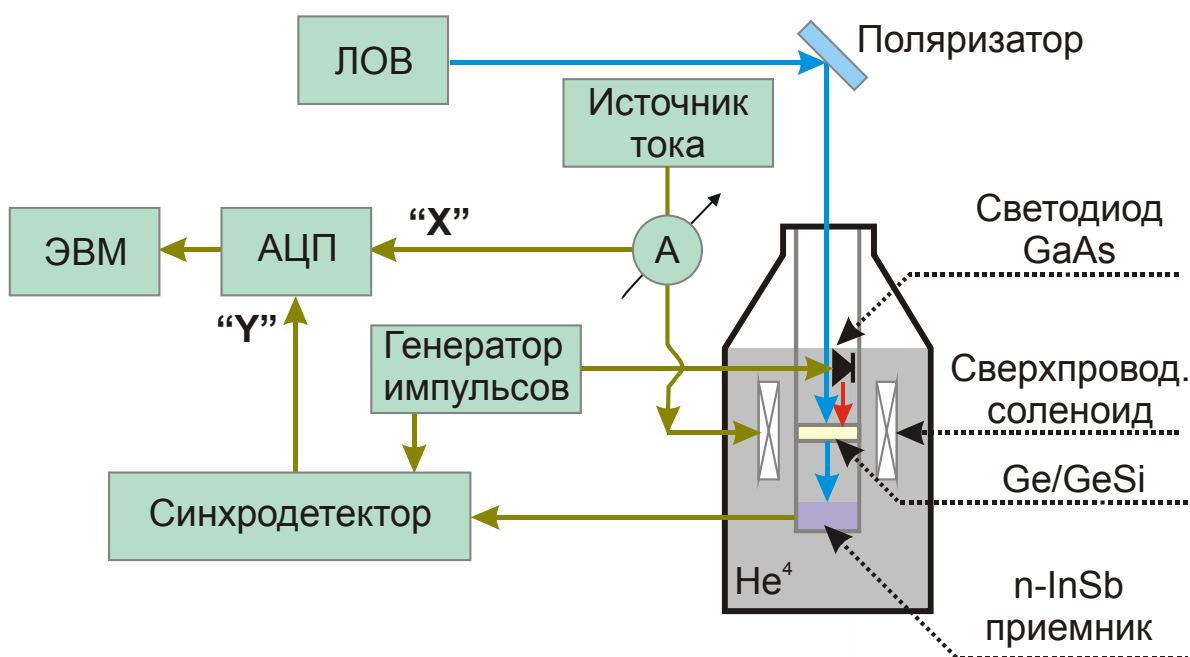 Поляризатор
ЛОВ
Источник
тока
Светодиод
GaAs
“X”
ЭВМ
АЦП
А
“Y”
Генератор
импульсов
Сверхпровод.
соленоид
Ge/GeSi
Синхродетектор
He⁴
n-InSb
приемник